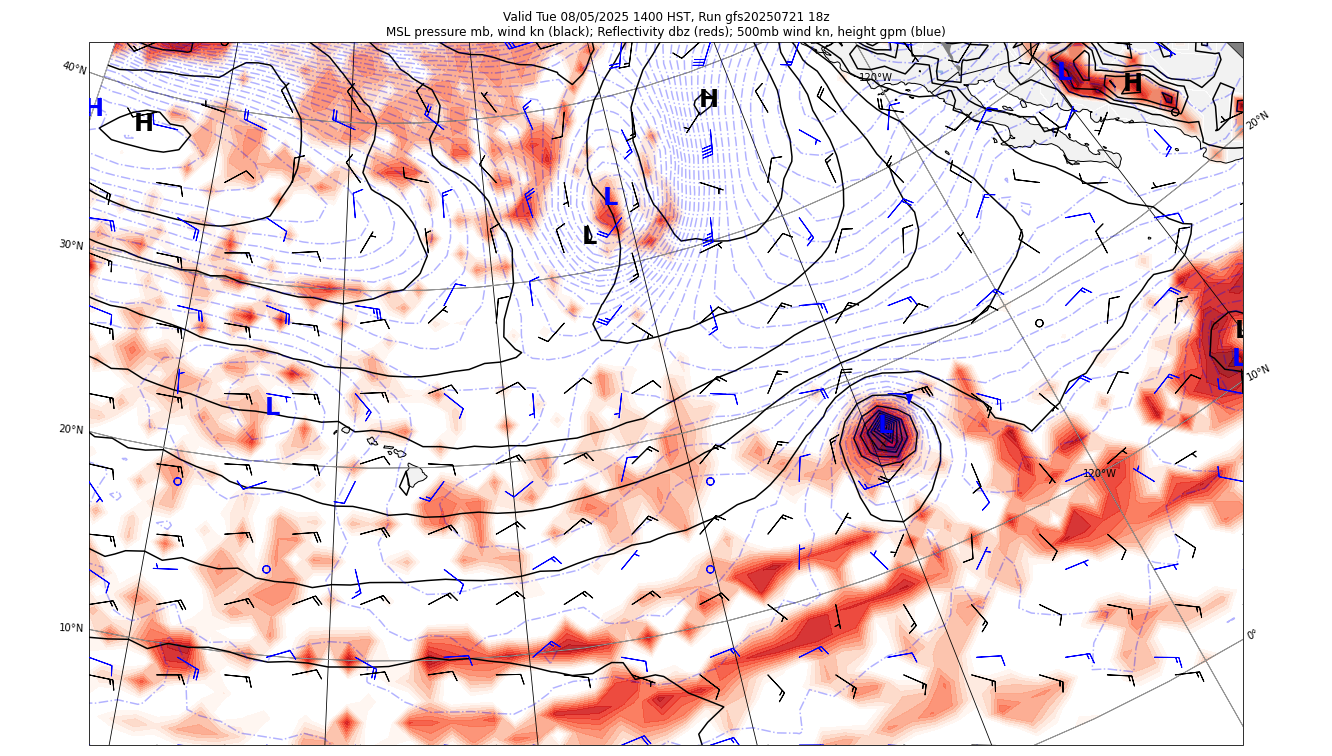 Valid Tue 08/05/2025 1400 HST, Run gfs20250721 18z
MSL pressure mb, wind kn (black); Reflectivity dbz (reds); 500mb wind kn, height gpm (blue)
40°N
120°W
L
H
H
H
H
20°N
L
30°N
L
L
L
10°N
L
L
20°N
120°W
10°N
0°